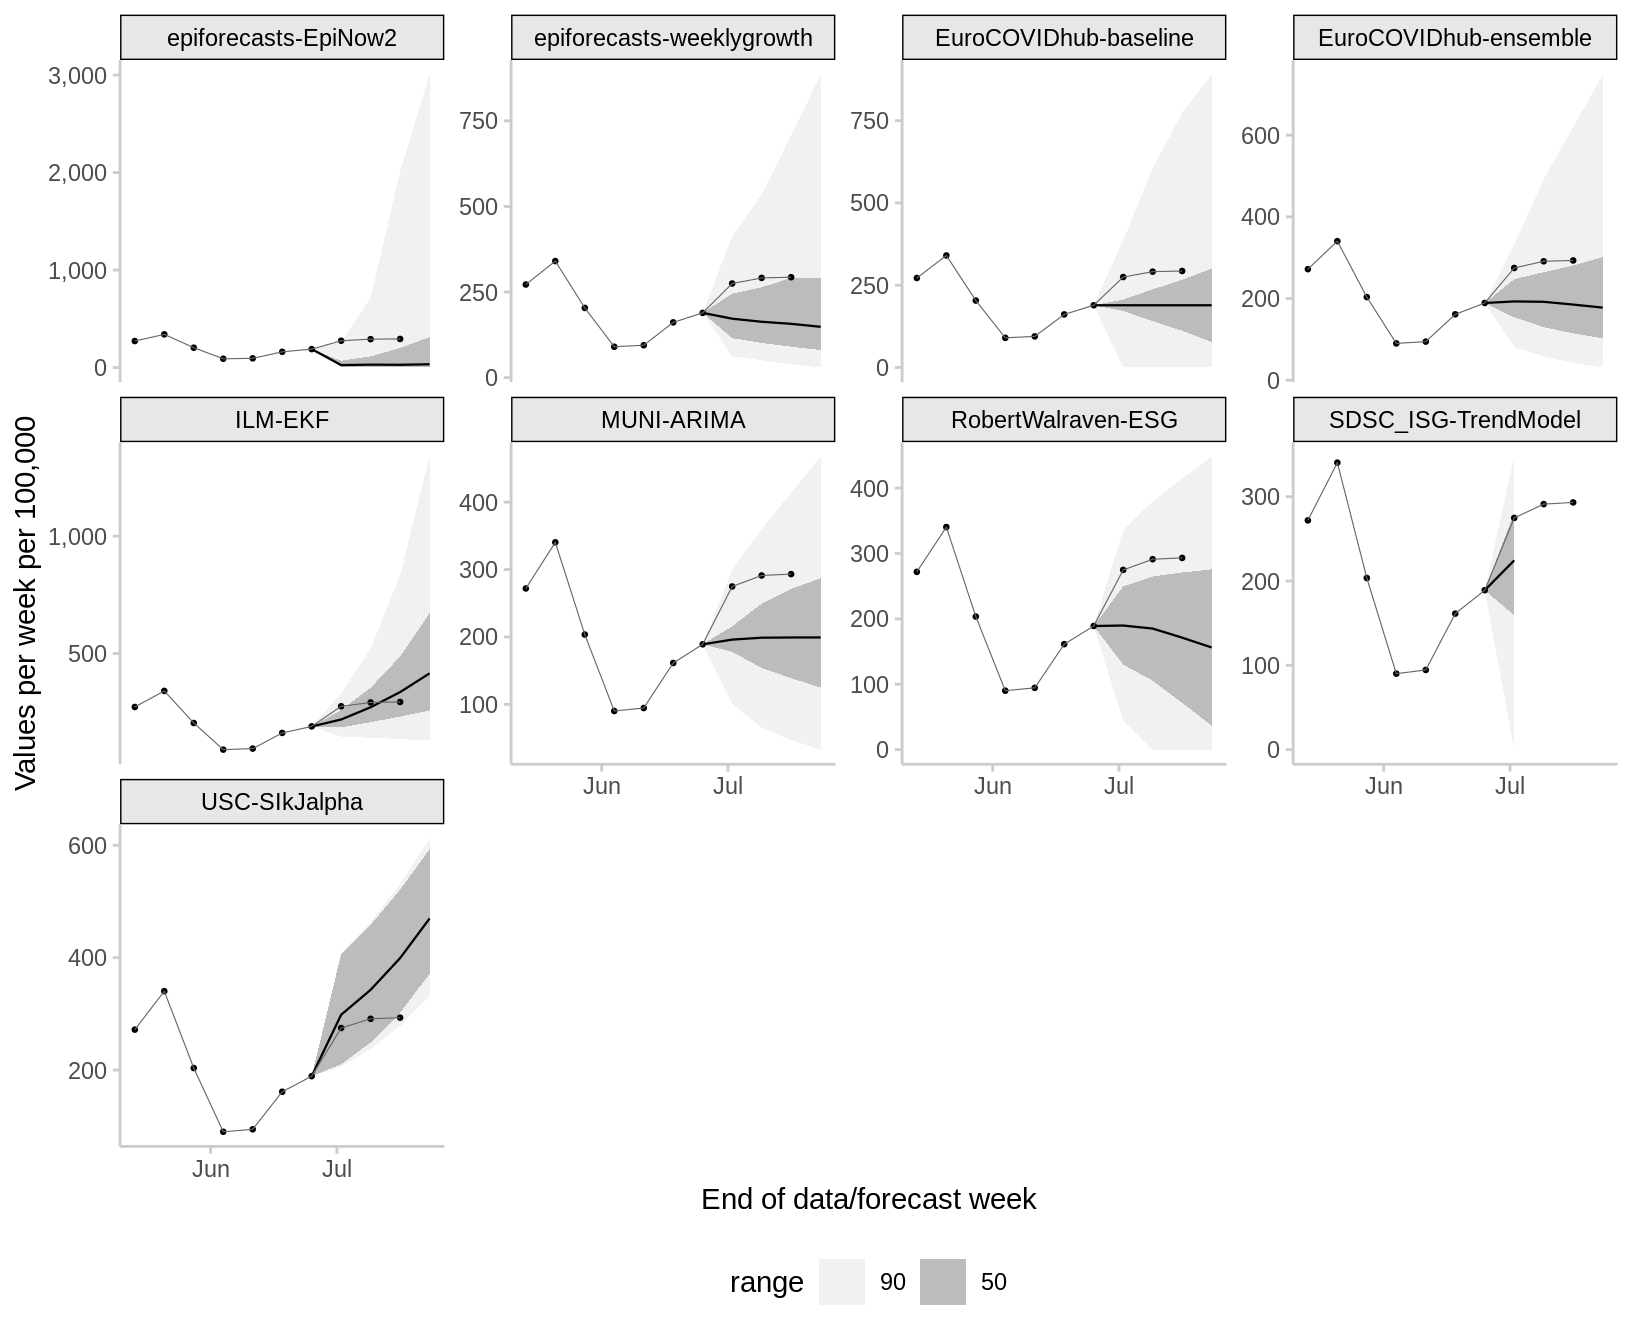 epiforecasts-EpiNow2
epiforecasts-weeklygrowth
EuroCOVIDhub-baseline
EuroCOVIDhub-ensemble
3,000
2,000
1,000
0
750
500
250
0
750
500
250
0
600
400
200
0
ILM-EKF
MUNI-ARIMA
RobertWalraven-ESG
SDSC_ISG-TrendModel
1,000
500
400
300
200
100
400
300
200
100
0
300
200
100
0
Jun
Jul
Jun
Jul
Jun
Jul
USC-SIkJalpha
600
400
200
Jun
Jul
Values per week per 100,000
End of data/forecast week
range 90 50